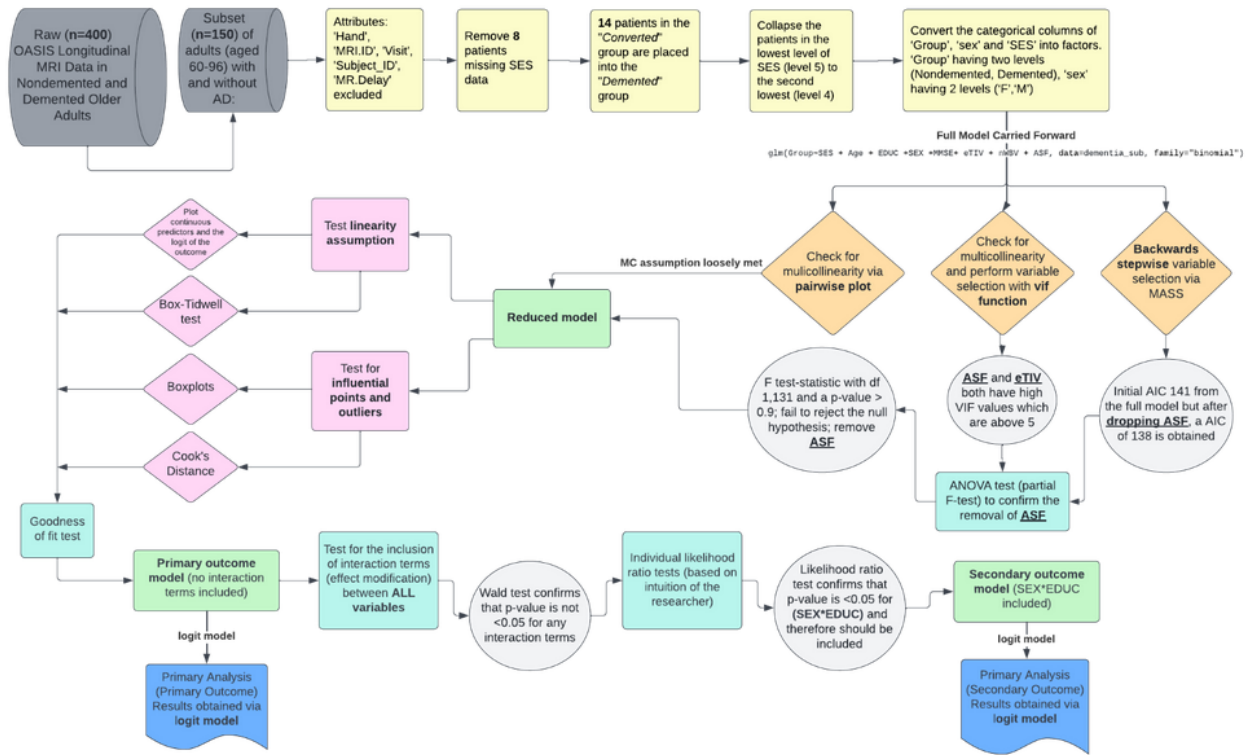 Raw (n=400)
OASIS Longitudinal
MRI Data in
Nondemented and
Demented Older
Adults
Subset
(n=150) of
adults (aged
60-96) with
and without
AD:
Attributes:
'Hand',
'MRI.ID', 'Visit',
'Subject_ID',
'MR.Delay'
excluded
Remove 8
patients
missing SES
data
14 patients in the
"Converted"
group are placed
into the
"Demented"
group
Collapse the
patients in the
lowest level of
SES (level 5) to
the second
lowest (level 4)
Convert the categorical columns of
'Group', 'sex' and 'SES' into factors.
'Group' having two levels
(Nondemented, Demented), 'sex'
having 2 levels ('F','M')
Full Model Carried Forward
glm(Group~SES + Age + EDUC +SEX +MMSE+ eTIV + nWBV + ASF, data=dementia_sub, family="binomial")
Plot
continuous
predictors and the
logit of the
outcome
Test linearity
assumption
Box-Tidwell
test
Boxplots
Test for
influential
points and
outliers
Cook's
Distance
Reduced model
MC assumption loosely met
Check for
mulicollinearity via
pairwise plot
Check for
multicollinearity
and perform variable
selection with vif
function
Backwards
stepwise variable
selection via
MASS
F test-statistic with df
1,131 and a p-value >
0.9; fail to reject the null
hypothesis; remove
ASF
ASF and eTIV
both have high
VIF values which
are above 5
Initial AIC 141 from
the full model but after
dropping ASF, a AIC
of 138 is obtained
ANOVA test (partial
F-test) to confirm the
removal of ASF
Goodness
of fit test
Primary outcome
model (no interaction
terms included)
Test for the inclusion
of interaction terms
(effect modification)
between ALL
variables
Wald test confirms
that p-value is not
<0.05 for any
interaction terms
Individual likelihood
ratio tests (based on
intuition of the
researcher)
Likelihood ratio
test confirms that
p-value is <0.05 for
(SEX*EDUC) and
therefore should be
included
Secondary outcome
model (SEX*EDUC
included)
logit model
logit model
Primary Analysis
(Primary Outcome)
Results obtained via
logit model
Primary Analysis
(Secondary Outcome)
Results obtained via
logit model